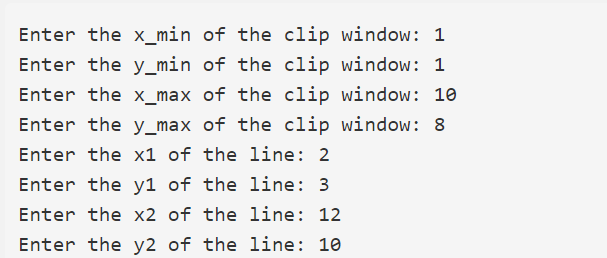 Enter the x_min of the clip window: 1
Enter the y_min of the clip window: 1
Enter the x_max of the clip window: 10
Enter the y_max of the clip window: 8
Enter the x1 of the line: 2
Enter the y1 of the line: 3
Enter the x2 of the line: 12
Enter the y2 of the line: 10